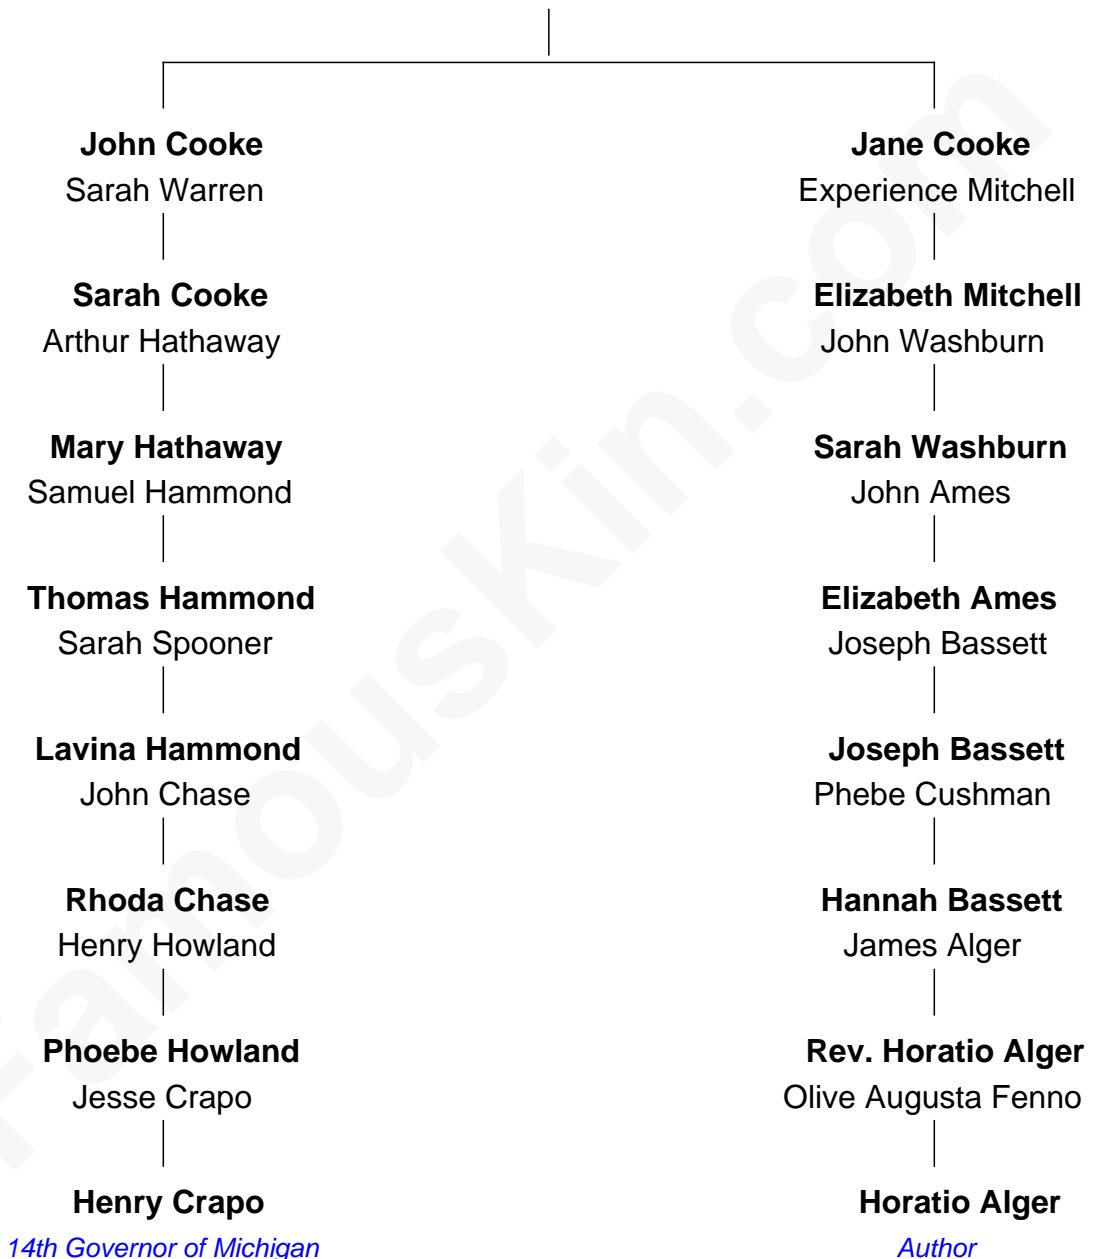 John Cooke
Sarah Warren
Sarah Cooke
Arthur Hathaway
Mary Hathaway
Samuel Hammond
Thomas Hammond
Sarah Spooner
Lavina Hammond
John Chase
Rhoda Chase
Henry Howland
Phoebe Howland
Jesse Crapo
Henry Crapo
14th Governor of Michigan
Jane Cooke
Experience Mitchell
Elizabeth Mitchell
John Washburn
Sarah Washburn
John Ames
Elizabeth Ames
Joseph Bassett
Joseph Bassett
Phebe Cushman
Hannah Bassett
James Alger
Rev. Horatio Alger
Olive Augusta Fenno
Horatio Alger
Author
FamousKin.com